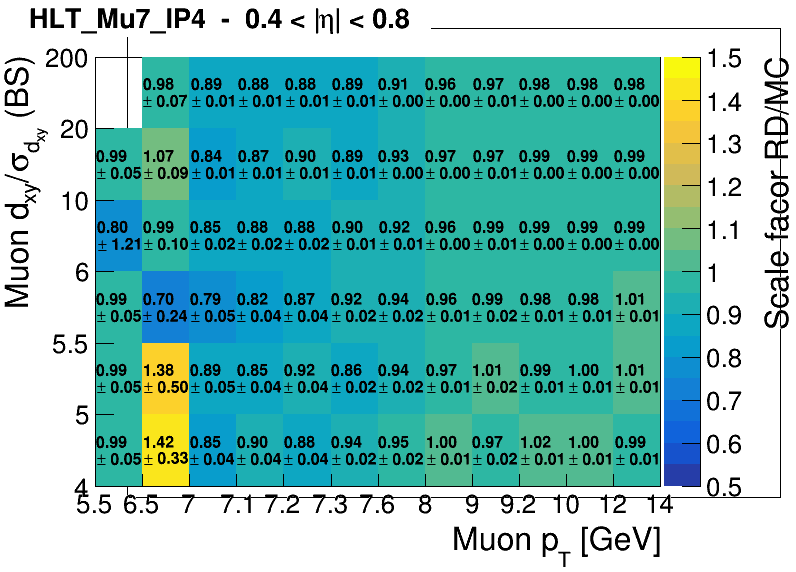 HLT_Mu7_IP4 - 0.4 < |η| < 0.8
Muon d_xy/σ_d_xy (BS)
200
20
10
6
5.5
5
4
0.98 0.89 0.88 0.88 0.89 0.91 0.96 0.97 0.98 0.98 0.98
± 0.07 ± 0.01 ± 0.01 ± 0.01 ± 0.01 ± 0.00 ± 0.00 ± 0.00 ± 0.00 ± 0.00 ± 0.00
0.99 1.07 0.84 0.87 0.90 0.89 0.93 0.97 0.97 0.99 0.99 0.99
± 0.05 ± 0.09 ± 0.01 ± 0.01 ± 0.01 ± 0.01 ± 0.00 ± 0.00 ± 0.00 ± 0.00 ± 0.00 ± 0.00
0.80 0.99 0.85 0.88 0.88 0.90 0.92 0.96 0.99 0.99 0.99 0.99
± 1.21 ± 0.10 ± 0.02 ± 0.02 ± 0.02 ± 0.01 ± 0.01 ± 0.00 ± 0.01 ± 0.00 ± 0.00 ± 0.00
0.99 0.70 0.79 0.82 0.87 0.92 0.94 0.96 0.99 0.98 0.98 1.01
± 0.05 ± 0.24 ± 0.05 ± 0.04 ± 0.04 ± 0.02 ± 0.02 ± 0.01 ± 0.02 ± 0.01 ± 0.01 ± 0.01
0.99 1.38 0.89 0.85 0.92 0.86 0.94 0.97 1.01 0.99 1.00 1.01
± 0.05 ± 0.50 ± 0.05 ± 0.04 ± 0.04 ± 0.02 ± 0.02 ± 0.01 ± 0.02 ± 0.01 ± 0.01 ± 0.01
0.99 1.42 0.85 0.90 0.88 0.94 0.95 1.00 0.97 1.02 1.00 0.99
± 0.05 ± 0.33 ± 0.04 ± 0.04 ± 0.04 ± 0.02 ± 0.02 ± 0.01 ± 0.02 ± 0.01 ± 0.01 ± 0.01
5.5 6.5 7 7.1 7.2 7.3 7.6 8 9 9.2 10 12 14
Muon p_T [GeV]
1.5
1.4
1.3
1.2
1.1
1
0.9
0.8
0.7
0.6
0.5
Scale facor RD/MC